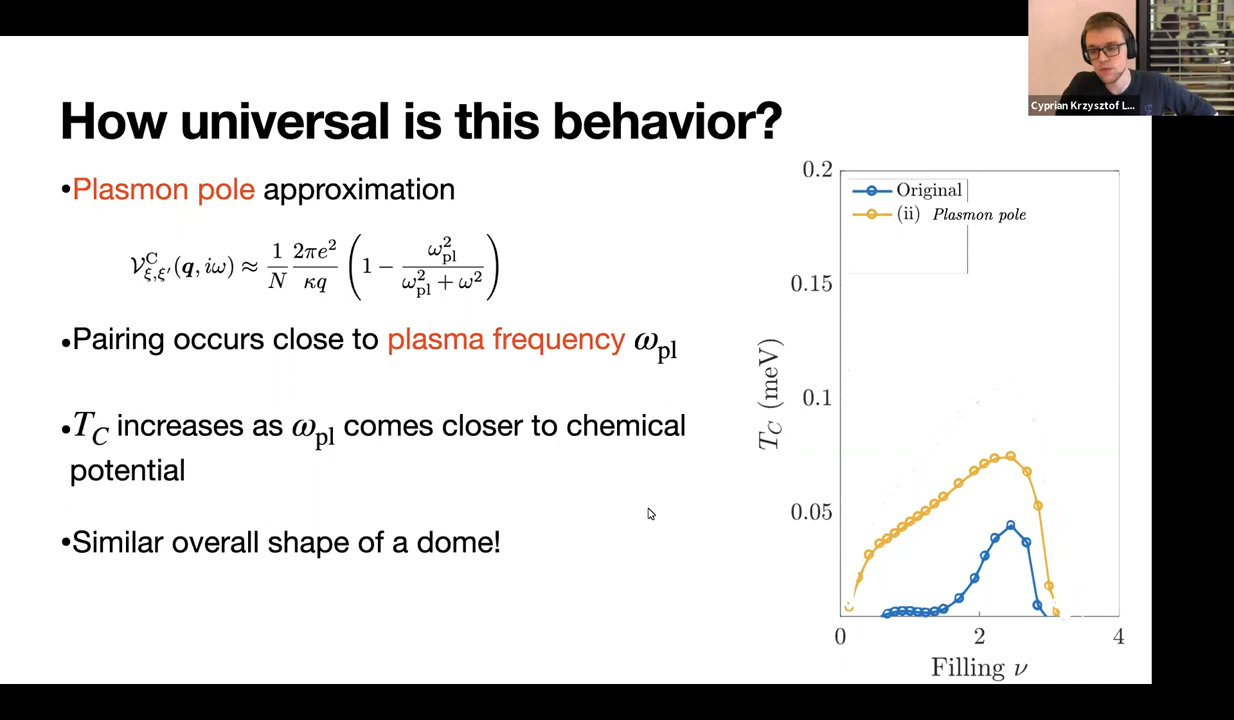 Cyprian Krzysztof L...
How universal is this behavior?
•Plasmon pole approximation
𝒱^C_{ξ,ξ′}(q, iω) ≈ 1/N 2πe²/κq (1 − ω²_pl/(ω²_pl + ω²))
•Pairing occurs close to plasma frequency ω_pl
•T_C increases as ω_pl comes closer to chemical
potential
•Similar overall shape of a dome!
0.2
0.15
0.1
0.05
T_C (meV)
Original
(ii) Plasmon pole
0
2
4
Filling ν